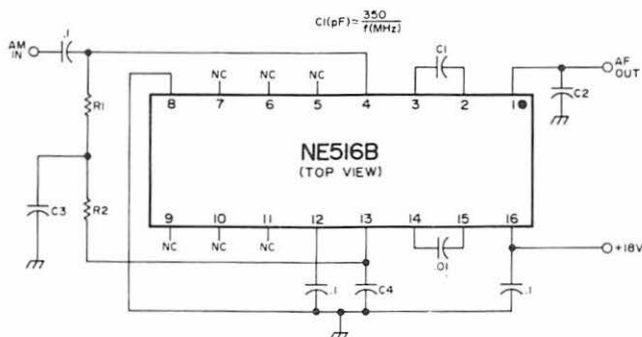 C1(pF) = 350 / f(MHz)
AM IN
.1
C1
NC NC NC
8 7 6 5 4 3 2 1
AF OUT
C2
R1
NE516B
(TOP VIEW)
C3
R2
9 10 11 12 13 14 15 16
NC NC NC
.01
+18V
.1
C4
.1